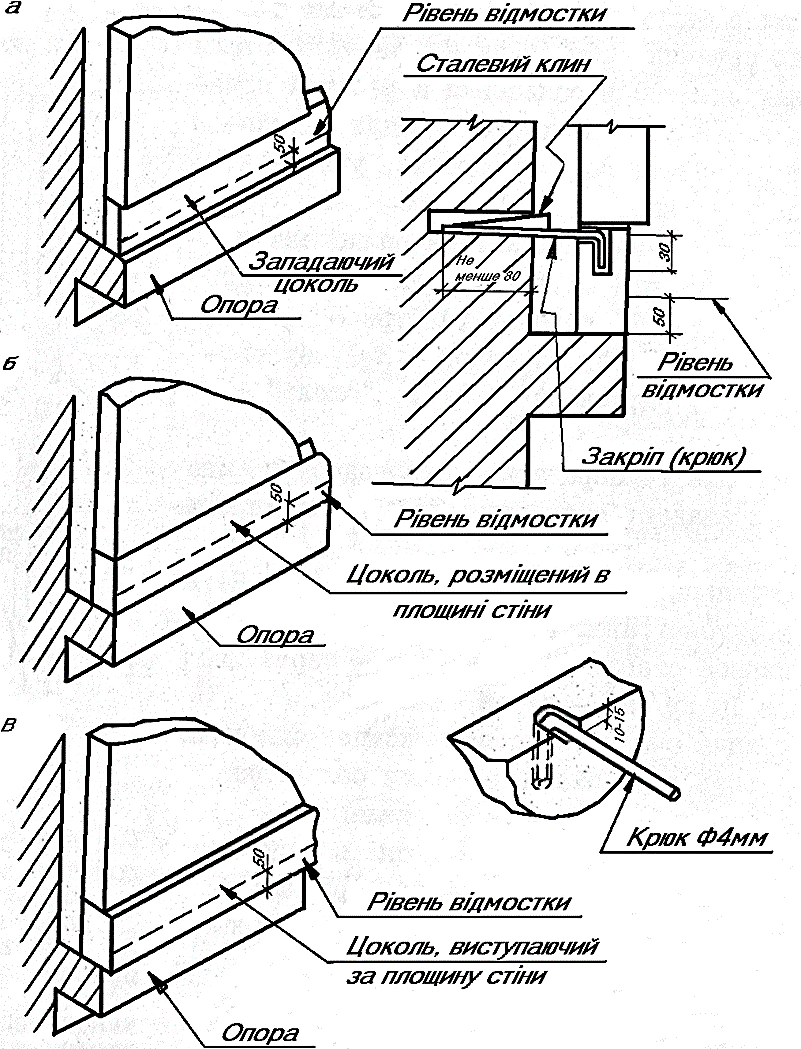 а
Рівень відмостки
Сталевий клин
50
Западаючий
цоколь
Опора
Не
менше 80
30
50
Рівень
відмостки
Закріп (крюк)
б
50
Рівень відмостки
Цоколь, розміщений в
площині стіни
Опора
10-15
Крюк Ф4мм
в
50
Рівень відмостки
Цоколь, виступаючий
за площину стіни
Опора